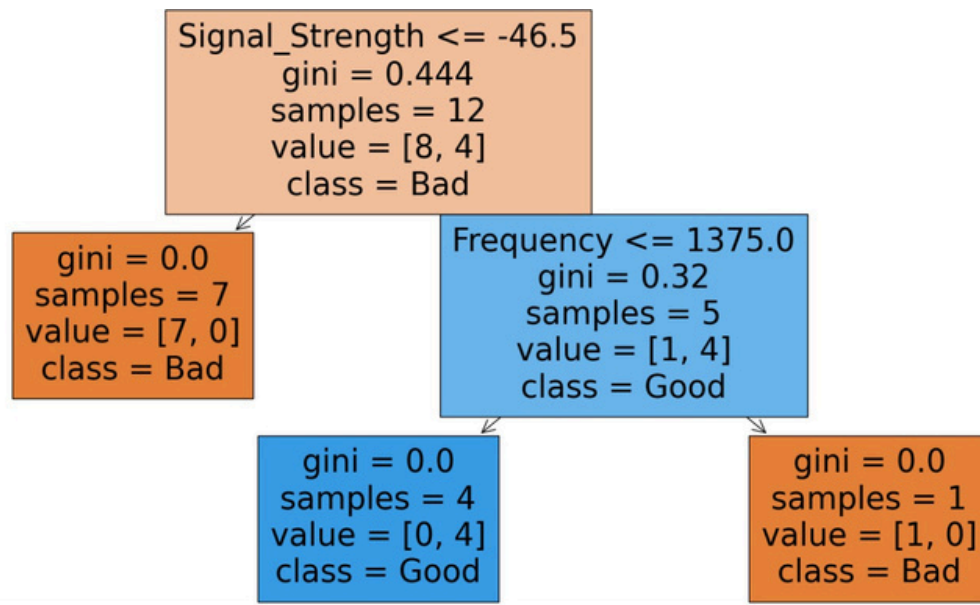 Signal_Strength <= -46.5
gini = 0.444
samples = 12
value = [8, 4]
class = Bad
gini = 0.0
samples = 7
value = [7, 0]
class = Bad
Frequency <= 1375.0
gini = 0.32
samples = 5
value = [1, 4]
class = Good
gini = 0.0
samples = 4
value = [0, 4]
class = Good
gini = 0.0
samples = 1
value = [1, 0]
class = Bad